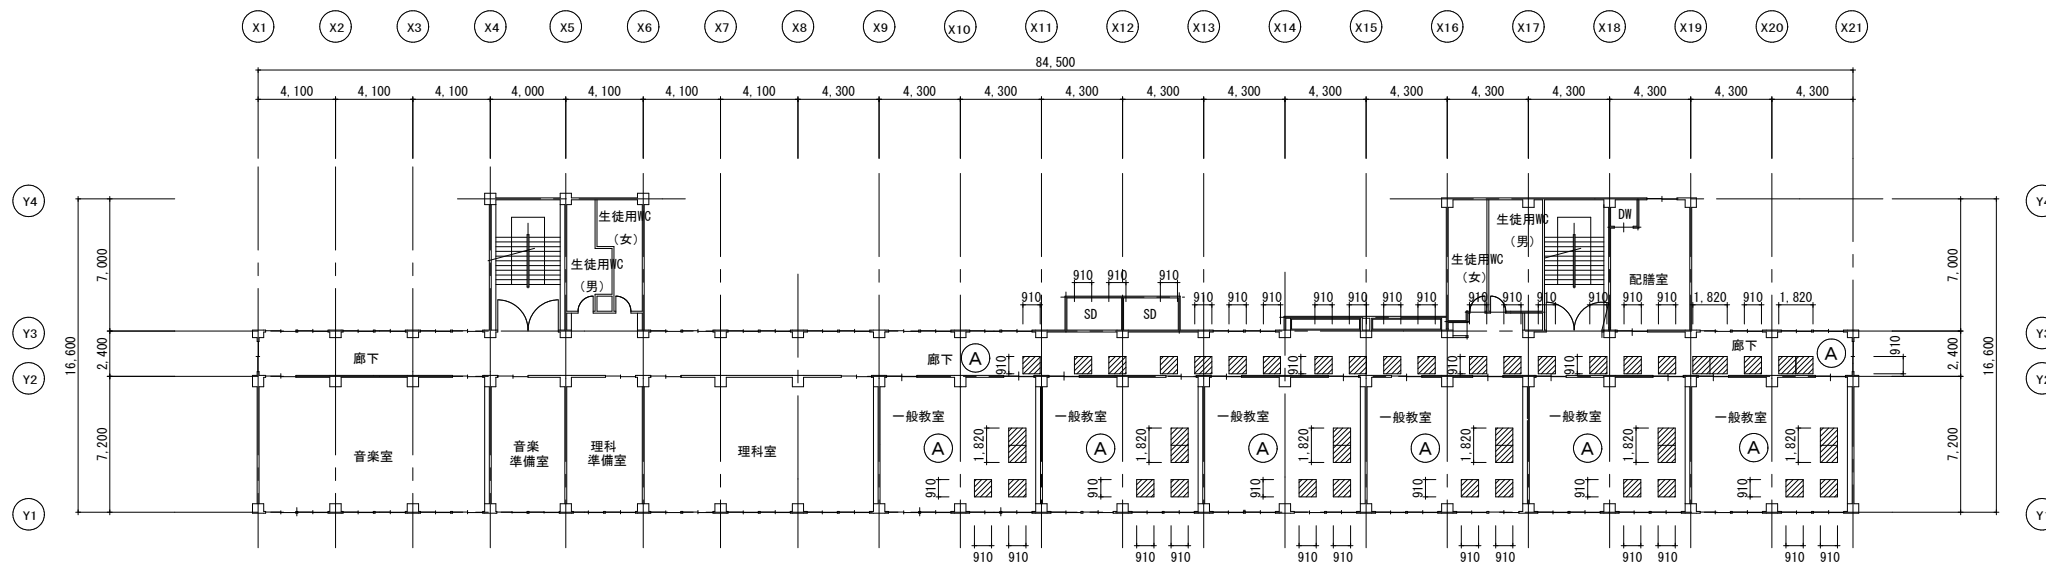 X1 X2 X3 X4 X5 X6 X7 X8 X9 X10 X11 X12 X13 X14 X15 X16 X17 X18 X19 X20 X21
84,500
4,100 4,100 4,100 4,000 4,100 4,100 4,100 4,300 4,300 4,300 4,300 4,300 4,300 4,300 4,300 4,300 4,300 4,300 4,300 4,300
Y4 Y4
生徒用WC 生徒用WC DW
(女) (男)
生徒用WC 生徒用WC
(男) (女)
7,000 配膳室 7,000
910 910 910
910 910 910 910 910 910 910 910 910 910 910 910 910 910 1,820 910 1,820
SD SD
Y3 Y3
16,600 2,400 廊下 廊下 A 廊下 A 910 2,400 16,600
910 910 910 910
Y2 Y2
一般教室 一般教室 一般教室 一般教室 一般教室 一般教室
7,200 音楽室 音楽 理科 理科室 A 1,820 A 1,820 A 1,820 A 1,820 A 1,820 A 1,820 7,200
準備室 準備室
910 910 910 910 910 910
Y1 Y1
910 910 910 910 910 910 910 910 910 910 910 910